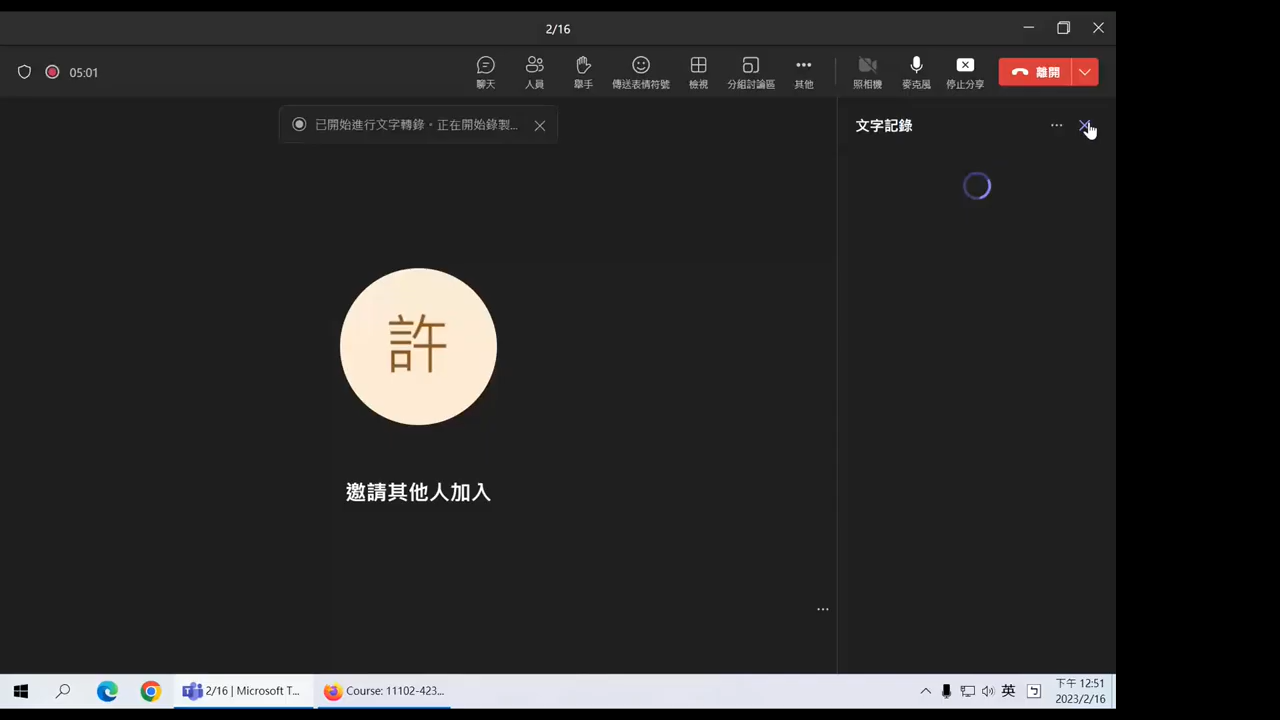 2/16
05:01
聊天
人員
舉手
傳送表情符號
檢視
分組討論區
其他
照相機
麥克風
停止分享
離開
已開始進行文字轉錄。正在開始錄製...
文字記錄
許
邀請其他人加入
2/16 | Microsoft T...
Course: 11102-423...
英
下午 12:51
2023/2/16